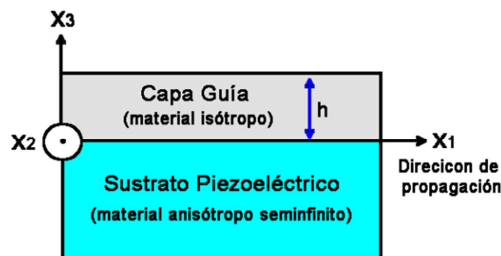 X3
Capa Guía
(material isótropo)
h
X2
X1
Direcicon de
propagación
Sustrato Piezoeléctrico
(material anisótropo seminfinito)